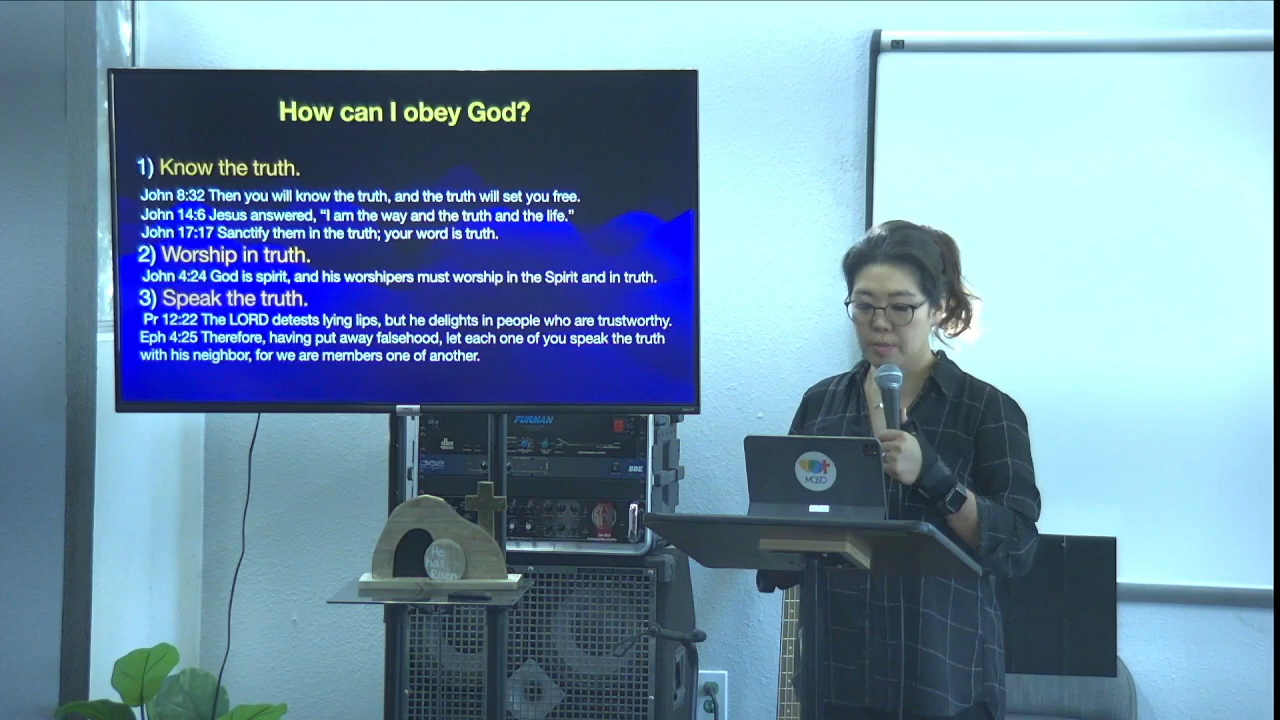 How can I obey God?
1) Know the truth.
John 8:32 Then you will know the truth, and the truth will set you free.
John 14:6 Jesus answered, “I am the way and the truth and the life.”
John 17:17 Sanctify them in the truth; your word is truth.
2) Worship in truth.
John 4:24 God is spirit, and his worshipers must worship in the Spirit and in truth.
3) Speak the truth.
Pr 12:22 The LORD detests lying lips, but he delights in people who are trustworthy.
Eph 4:25 Therefore, having put away falsehood, let each one of you speak the truth
with his neighbor, for we are members one of another.
FURMAN
dbx
BBE
He
has
Risen